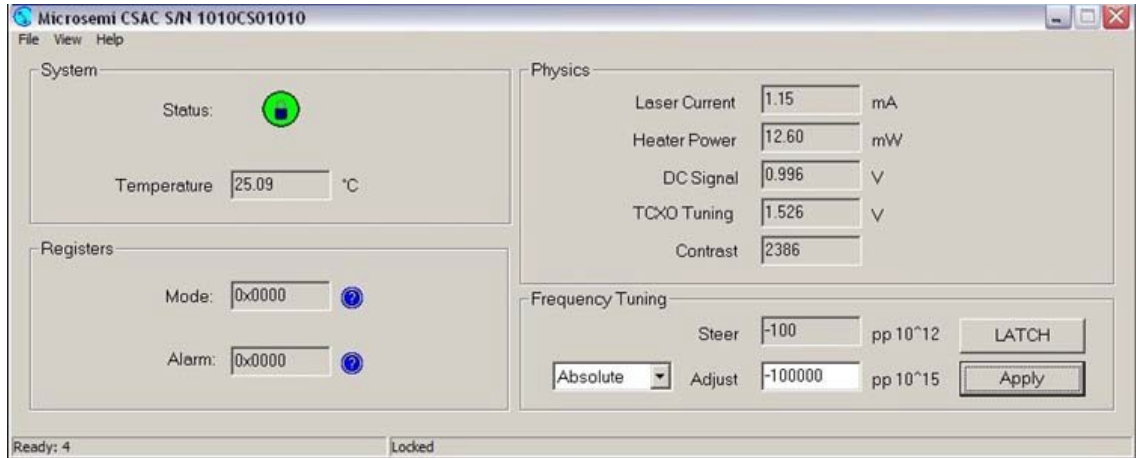 Microsemi CSAC S/N 1010CS01010
File View Help
System
Status:
Temperature 25.09 °C
Registers
Mode: 0x0000 ?
Alarm: 0x0000 ?
Physics
Laser Current 1.15 mA
Heater Power 12.60 mW
DC Signal 0.996 V
TCXO Tuning 1.526 V
Contrast 2386
Frequency Tuning
Steer -100 pp 10^12 LATCH
Absolute Adjust -100000 pp 10^15 Apply
Ready: 4 Locked